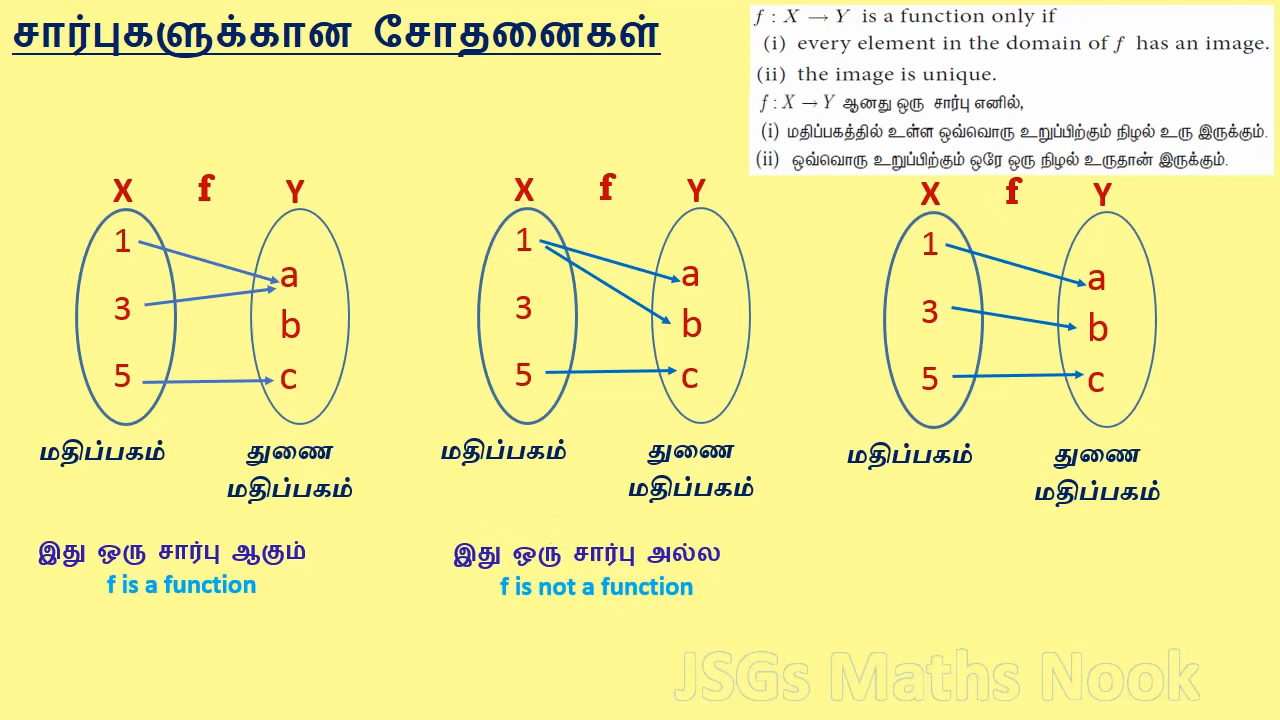 சார்புகளுக்கான சோதனைகள்
f : X → Y is a function only if
(i) every element in the domain of f has an image.
(ii) the image is unique.
f : X → Y ஆனது ஒரு சார்பு எனில்,
(i) மதிப்பகத்தில் உள்ள ஒவ்வொரு உறுப்பிற்கும் நிழல் உரு இருக்கும்.
(ii) ஒவ்வொரு உறுப்பிற்கும் ஒரே ஒரு நிழல் உருதான் இருக்கும்.
X f Y
1
a
3
b
5 c
மதிப்பகம்
துணை
மதிப்பகம்
இது ஒரு சார்பு ஆகும்
f is a function
X f Y
1
a
3
b
5 c
மதிப்பகம்
துணை
மதிப்பகம்
இது ஒரு சார்பு அல்ல
f is not a function
X f Y
1
a
3
b
5 c
மதிப்பகம்
துணை
மதிப்பகம்
JSGs Maths Nook